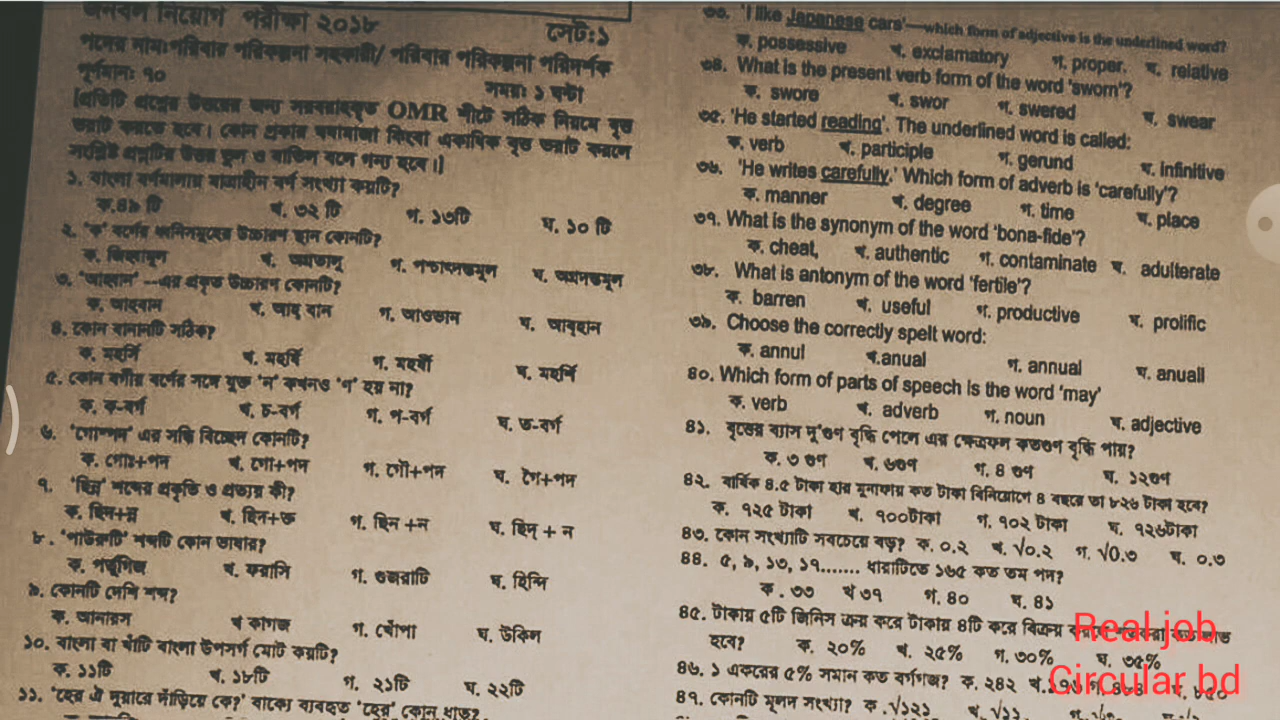 জনবল নিয়োগ পরীক্ষা ২০১৮
সেট:১
পদের নাম:পরিবার পরিকল্পনা সহকারী/ পরিবার পরিকল্পনা পরিদর্শক
পূর্ণমান: ৭০
সময়: ১ ঘন্টা
[প্রতিটি প্রশ্নের উত্তরের জন্য সরবরাহকৃত OMR শীটে সঠিক নিয়মে বৃত্ত
ভরাট করতে হবে। কোন প্রকার ঘষামাজা কিংবা একাধিক বৃত্ত ভরাট করলে
সংশ্লিষ্ট প্রশ্নটির উত্তর ভুল ও বাতিল বলে গন্য হবে।]
১. বাংলা বর্ণমালায় মাত্রাহীন বর্ণ সংখ্যা কয়টি?
ক.৪৯ টি খ. ৩২ টি গ. ১৩টি ঘ. ১০ টি
২. 'ক' বর্গের ধ্বনিসমূহের উচ্চারণ স্থান কোনটি?
ক. জিহ্বামূল খ. অগ্রতালু গ. পশ্চাৎদন্তমূল ঘ. অগ্রদন্তমূল
৩. 'আহ্বান' --এর প্রকৃত উচ্চারণ কোনটি?
ক. আহবান খ. আহ্ বান গ. আওভান ঘ. আব্হান
৪. কোন বানানটি সঠিক?
ক. মহর্সি খ. মহর্ষি গ. মহর্ষী ঘ. মহর্শি
৫. কোন বর্গীয় বর্ণের সঙ্গে যুক্ত 'ন' কখনও 'ণ' হয় না?
ক. ক-বর্গ খ. চ-বর্গ গ. প-বর্গ ঘ. ত-বর্গ
৬. 'গোষ্পদ' এর সন্ধি বিচ্ছেদ কোনটি?
ক. গোঃ+পদ খ. গো+পদ গ. গৌ+পদ ঘ. গৈ+পদ
৭. 'ছিন্ন' শব্দের প্রকৃতি ও প্রত্যয় কী?
ক. ছিদ+ন্ন খ. ছিদ+ক্ত গ. ছিদ +ন ঘ. ছিদ্ + ন
৮. 'পাউরুটি' শব্দটি কোন ভাষার?
ক. পর্তুগিজ খ. ফরাসি গ. গুজরাটি ঘ. হিন্দি
৯. কোনটি দেশি শব্দ?
ক. আনারস খ কাগজ গ. খোঁপা ঘ. উকিল
১০. বাংলা বা খাঁটি বাংলা উপসর্গ মোট কয়টি?
ক. ১১টি খ. ১৮টি গ. ২১টি ঘ. ২২টি
১১. 'হের ঐ দুয়ারে দাঁড়িয়ে কে?' বাক্যে ব্যবহৃত 'হের' কোন ধাতু?
৩৩. 'I like Japanese cars'—which form of adjective is the underlined word?
ক. possessive খ. exclamatory গ. proper. ঘ. relative
৩৪. What is the present verb form of the word 'sworn'?
ক. swore খ. swor গ. swered ঘ. swear
৩৫. 'He started reading'. The underlined word is called:
ক. verb খ. participle গ. gerund ঘ. infinitive
৩৬. 'He writes carefully.' Which form of adverb is 'carefully'?
ক. manner খ. degree গ. time ঘ. place
৩৭. What is the synonym of the word 'bona-fide'?
ক. cheat, খ. authentic গ. contaminate ঘ. adulterate
৩৮. What is antonym of the word 'fertile'?
ক. barren খ. useful গ. productive ঘ. prolific
৩৯. Choose the correctly spelt word:
ক. annul খ.anual গ. annual ঘ. anuall
৪০. Which form of parts of speech is the word 'may'
ক. verb খ. adverb গ. noun ঘ. adjective
৪১. বৃত্তের ব্যাস দু'গুণ বৃদ্ধি পেলে এর ক্ষেত্রফল কতগুণ বৃদ্ধি পায়?
ক. ৩ গুণ খ. ৬গুণ গ. ৪ গুণ ঘ. ১২গুণ
৪২. বার্ষিক ৪.৫ টাকা হার মুনাফায় কত টাকা বিনিয়োগে ৪ বছরে তা ৮২৬ টাকা হবে?
ক. ৭২৫ টাকা খ. ৭০০টাকা গ. ৭০২ টাকা ঘ. ৭২৬টাকা
৪৩. কোন সংখ্যাটি সবচেয়ে বড়? ক. ০.২ খ. √০.২ গ. √0.৩ ঘ. ০.৩
৪৪. ৫, ৯, ১৩, ১৭....... ধারাটিতে ১৬৫ কত তম পদ?
ক . ৩৩ খ ৩৭ গ. ৪০ ঘ. ৪১
৪৫. টাকায় ৫টি জিনিস ক্রয় করে টাকায় ৪টি করে বিক্রয় করলে শতকরা কত লাভ
হবে? ক. ২০% খ. ২৫% গ. ৩০% ঘ. ৩৫%
৪৬. ১ একরের ৫% সমান কত বর্গগজ? ক. ২৪২ খ. গ. ঘ. ৮৫০
৪৭. কোনটি মূলদ সংখ্যা? ক .√১২১ খ. √১১
Real job
Circular bd